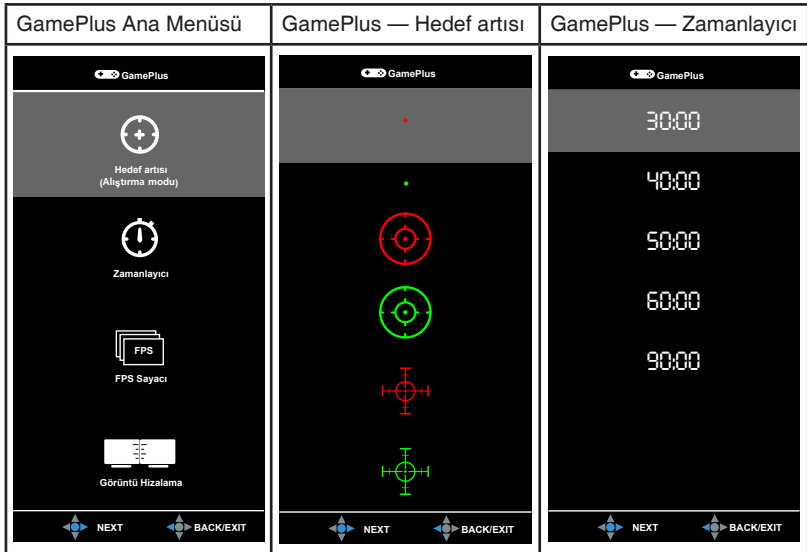 GamePlus Ana Menüsü
GamePlus
Hedef artısı
(Alıştırma modu)
Zamanlayıcı
FPS
FPS Sayacı
Görüntü Hizalama
NEXT BACK/EXIT
GamePlus — Hedef artısı
GamePlus
NEXT BACK/EXIT
GamePlus — Zamanlayıcı
GamePlus
30:00
40:00
50:00
60:00
90:00
NEXT BACK/EXIT